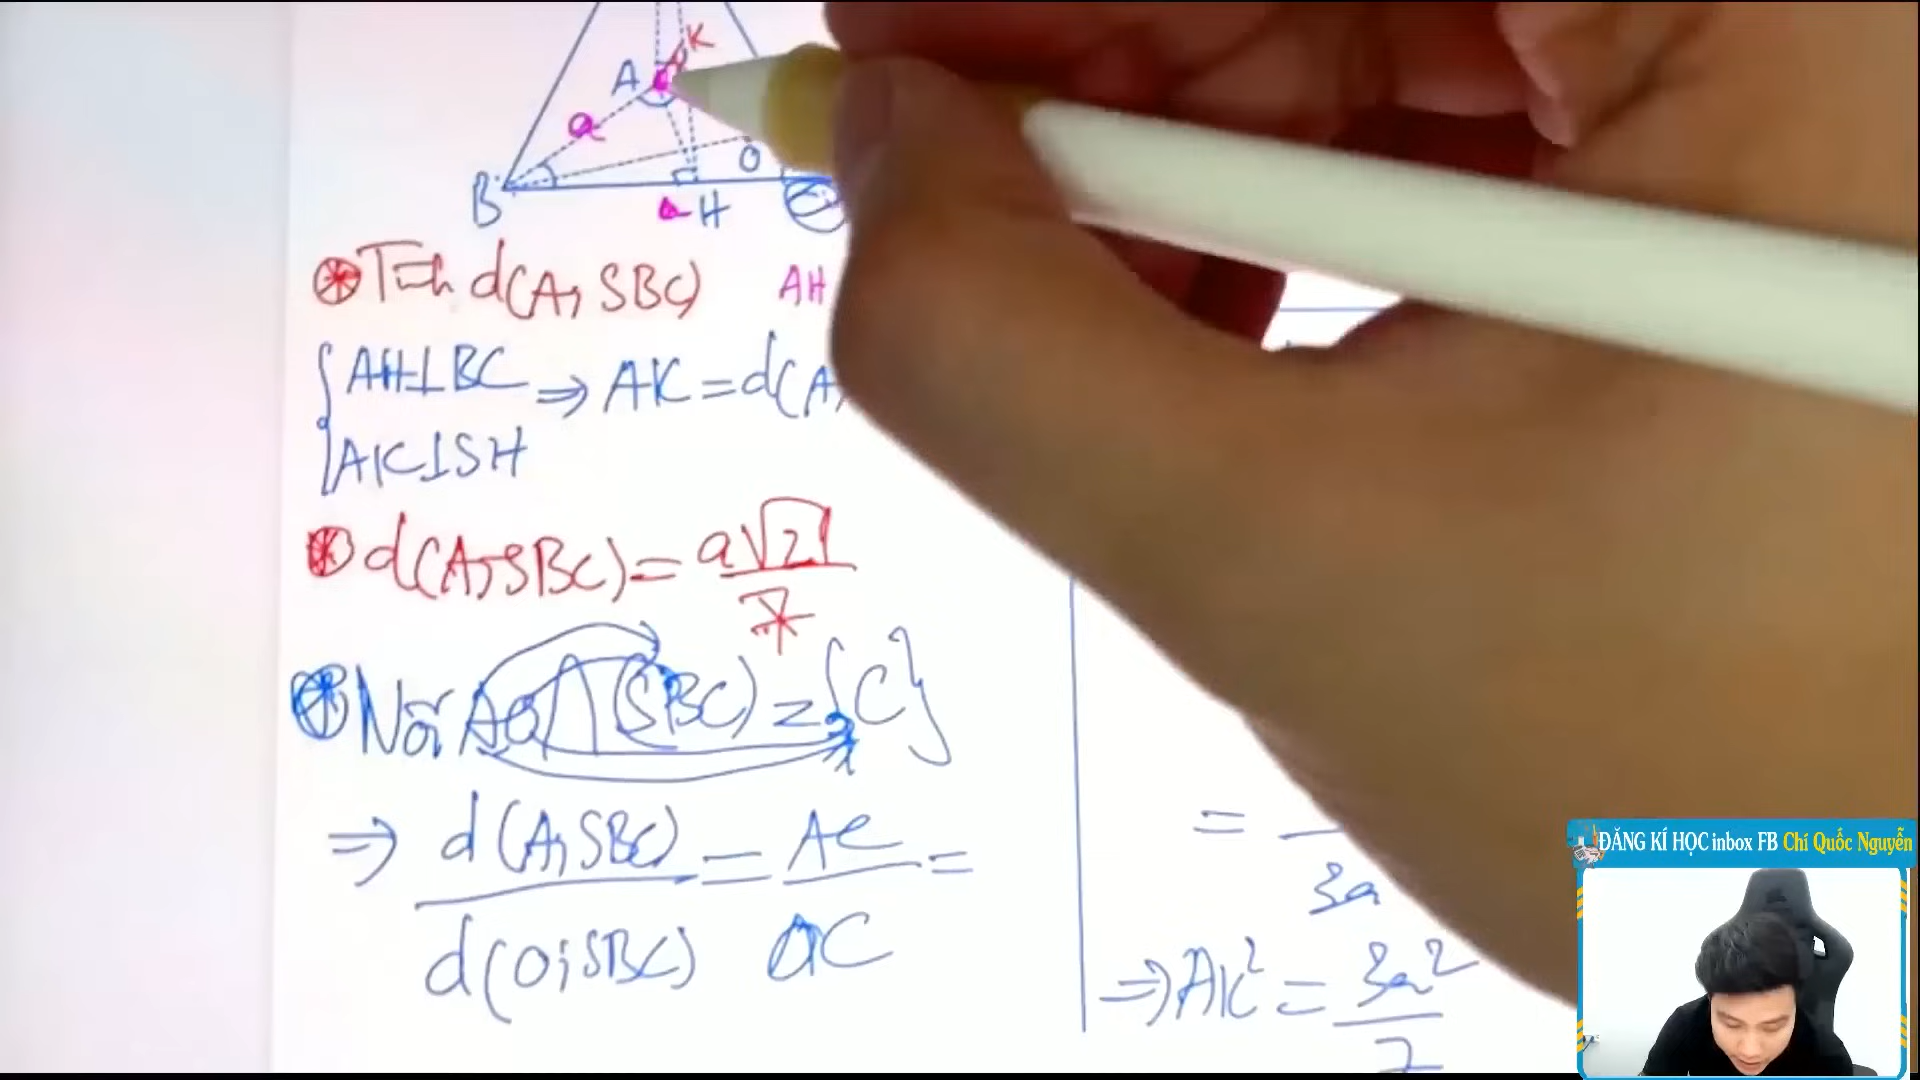 K
A
a
O
B
a H
Tính d(A, SBC)
AH
AH⊥BC ⇒ AK = d(A,
AK⊥SH
d(A, SBC) = a√21/7
Nối AO ∩ (SBC) = {C}
⇒ d(A, SBC)/d(O; SBC) = AC/OC =
= 
3a
⇒ AK² = 3a²/7
ĐĂNG KÍ HỌC inbox FB Chí Quốc Nguyễn